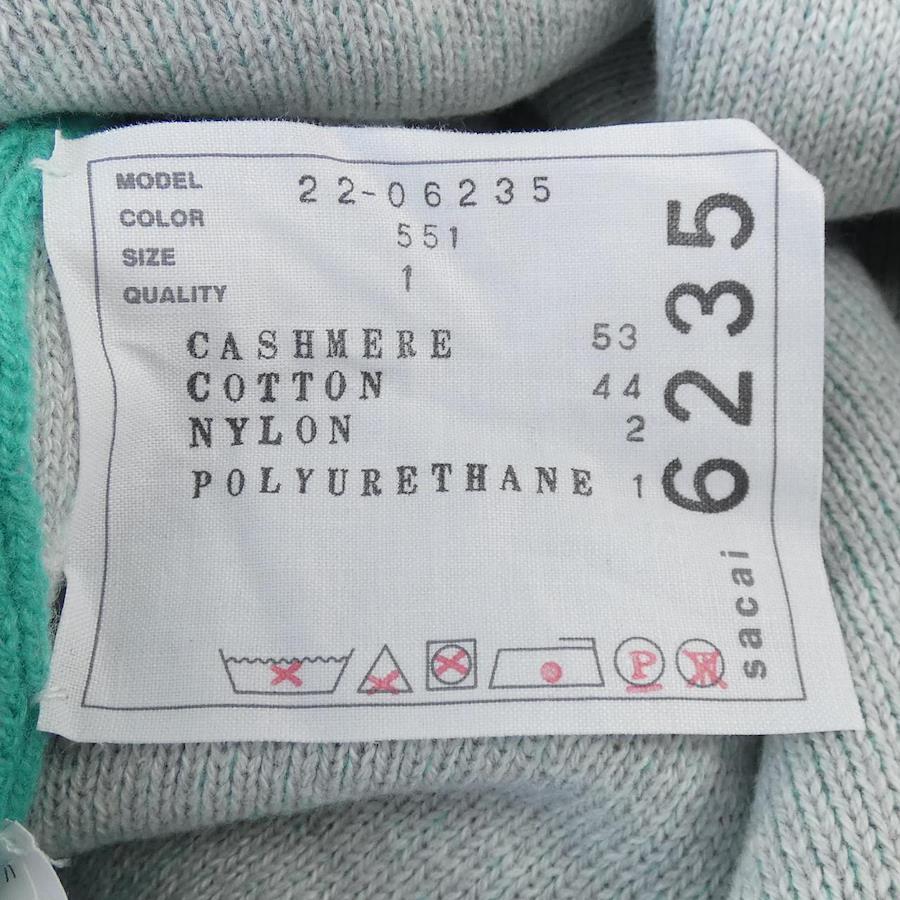 MODEL 22-06235
COLOR 551
SIZE 1
QUALITY
CASHMERE 53
COTTON 44
NYLON 2
POLYURETHANE 1
P
W
sacai 6235